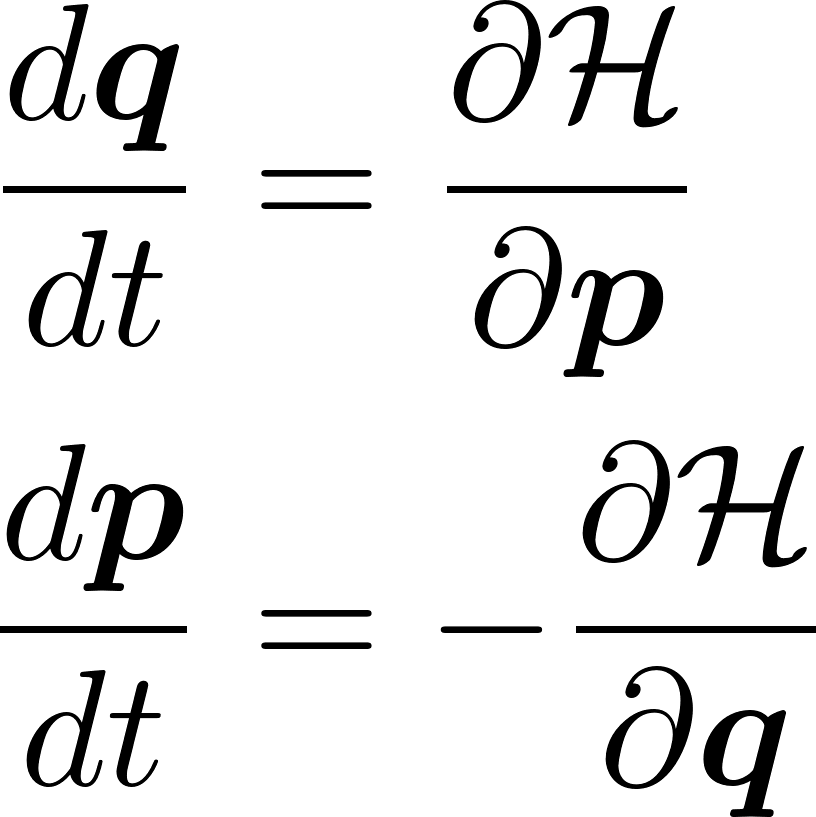 d𝒒/dt = ∂ℋ/∂𝒑
d𝒑/dt = −∂ℋ/∂𝒒